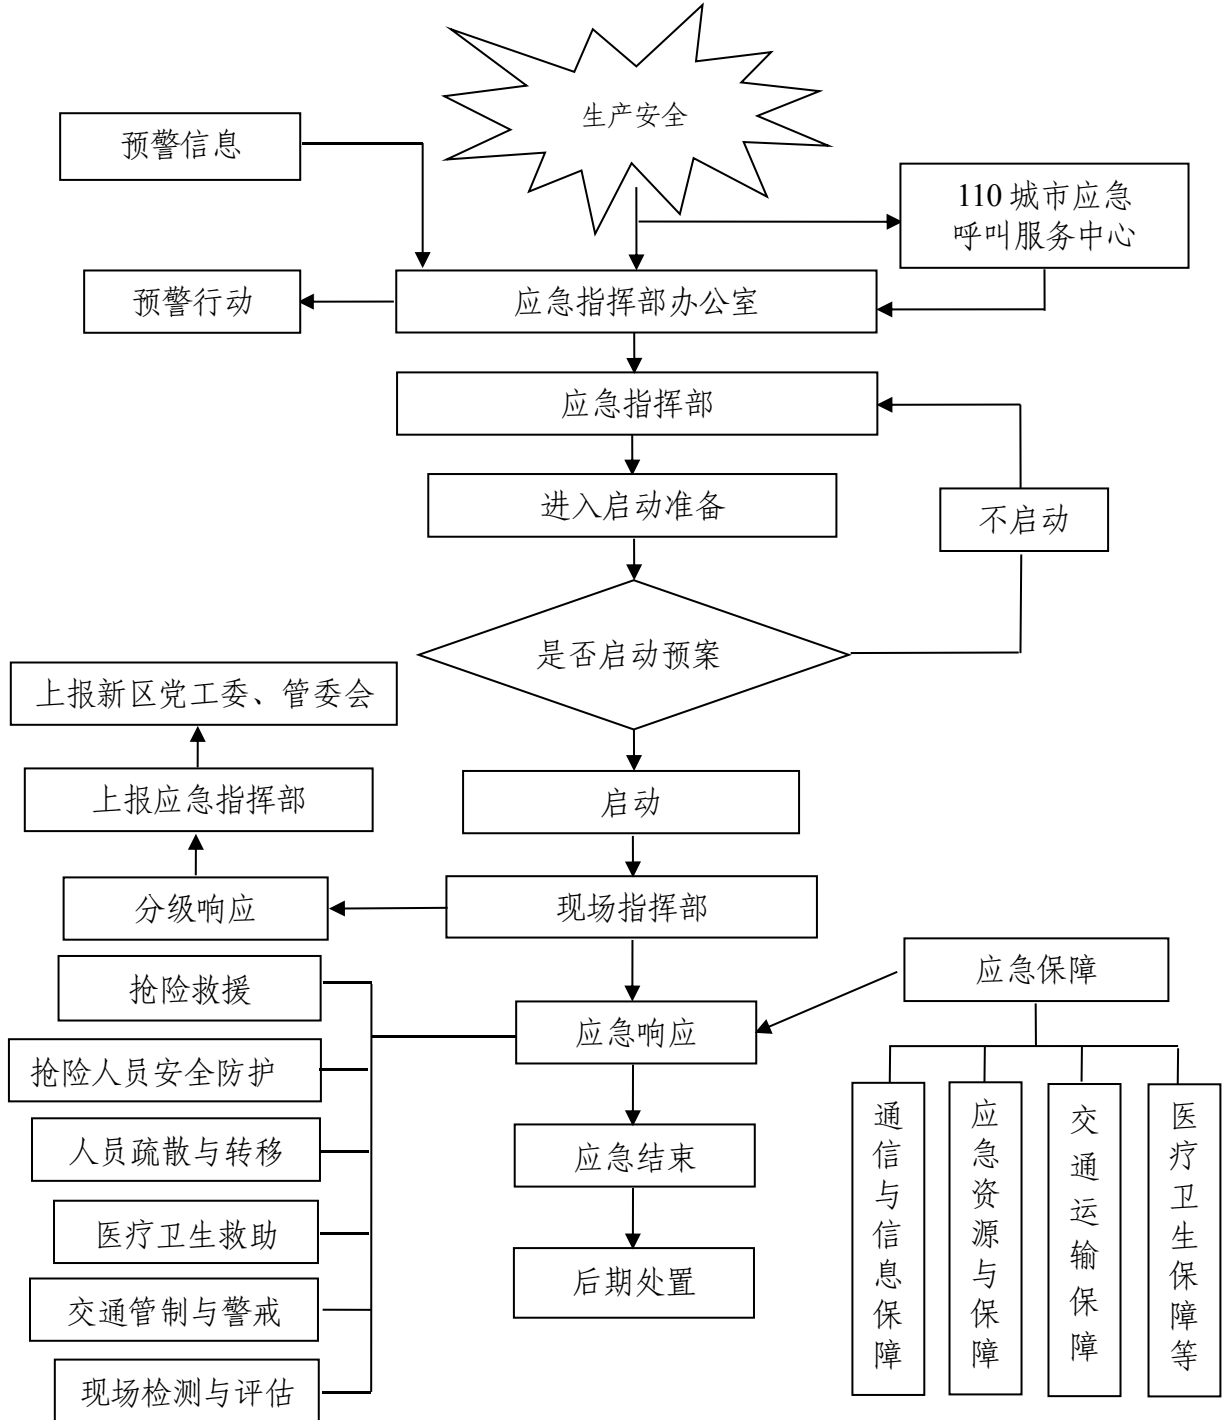 生产安全
预警信息
110 城市应急
呼叫服务中心
预警行动
应急指挥部办公室
应急指挥部
进入启动准备
不启动
是否启动预案
上报新区党工委、管委会
上报应急指挥部
启动
分级响应
现场指挥部
抢险救援
应急响应
应急保障
抢险人员安全防护
人员疏散与转移
应急结束
医疗卫生救助
后期处置
交通管制与警戒
现场检测与评估
通信与信息保障
应急资源与保障
交通运输保障
医疗卫生保障等